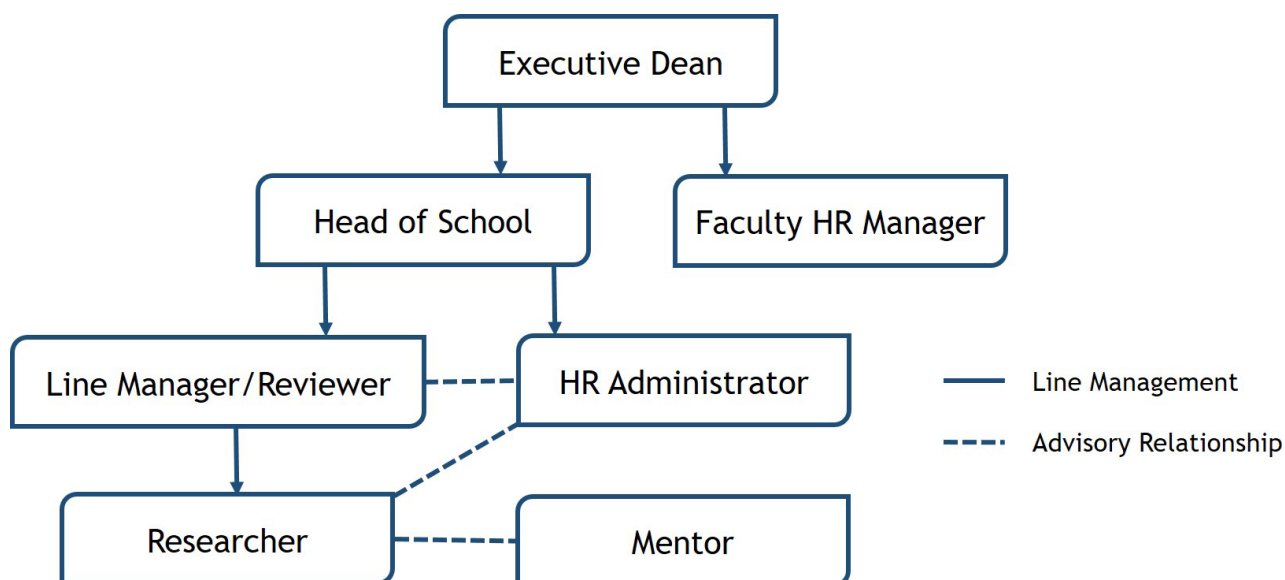 Executive Dean
Head of School
Faculty HR Manager
Line Manager/Reviewer
HR Administrator
Line Management
Advisory Relationship
Researcher
Mentor